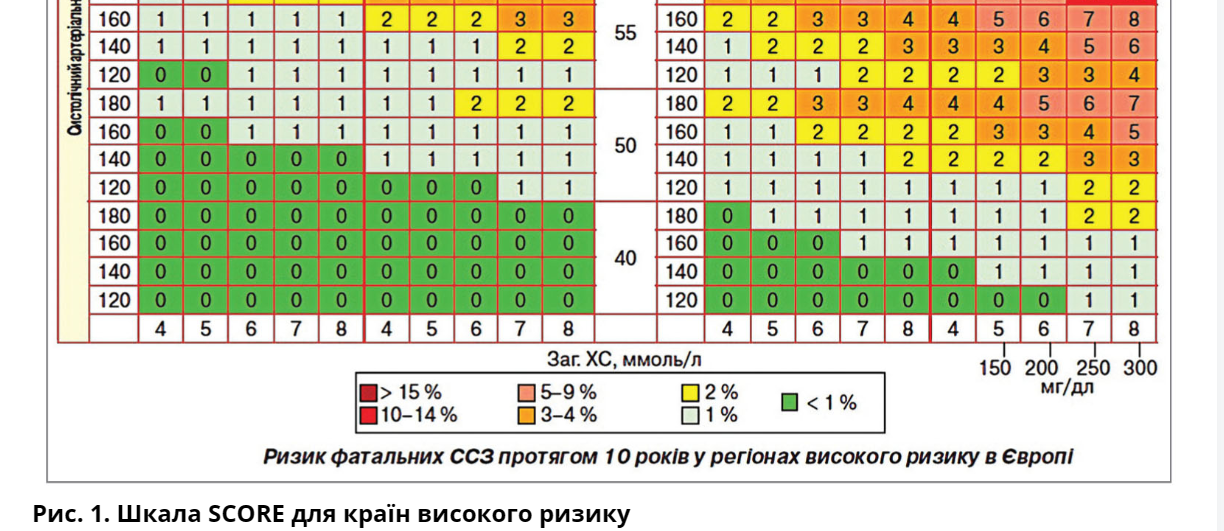 Систолічний артеріальн
160 1 1 1 1 1 2 2 2 3 3 160 2 2 3 3 4 4 5 6 7 8
55
140 1 1 1 1 1 1 1 1 2 2 140 1 2 2 2 3 3 3 4 5 6
120 0 0 1 1 1 1 1 1 1 1 120 1 1 1 2 2 2 2 3 3 4
180 1 1 1 1 1 1 1 2 2 2 180 2 2 3 3 4 4 4 5 6 7
160 0 0 1 1 1 1 1 1 1 1 160 1 1 2 2 2 2 3 3 4 5
50
140 0 0 0 0 0 1 1 1 1 1 140 1 1 1 1 2 2 2 2 3 3
120 0 0 0 0 0 0 0 0 1 1 120 1 1 1 1 1 1 1 1 2 2
180 0 0 0 0 0 0 0 0 0 0 180 0 1 1 1 1 1 1 1 2 2
160 0 0 0 0 0 0 0 0 0 0 160 0 0 0 1 1 1 1 1 1 1
40
140 0 0 0 0 0 0 0 0 0 0 140 0 0 0 0 0 0 1 1 1 1
120 0 0 0 0 0 0 0 0 0 0 120 0 0 0 0 0 0 0 0 1 1
4 5 6 7 8 4 5 6 7 8 4 5 6 7 8 4 5 6 7 8
Заг. ХС, ммоль/л
150 200 250 300
мг/дл
> 15 % 5–9 % 2 % < 1 %
10–14 % 3–4 % 1 %
Ризик фатальних ССЗ протягом 10 років у регіонах високого ризику в Європі
Рис. 1. Шкала SCORE для країн високого ризику